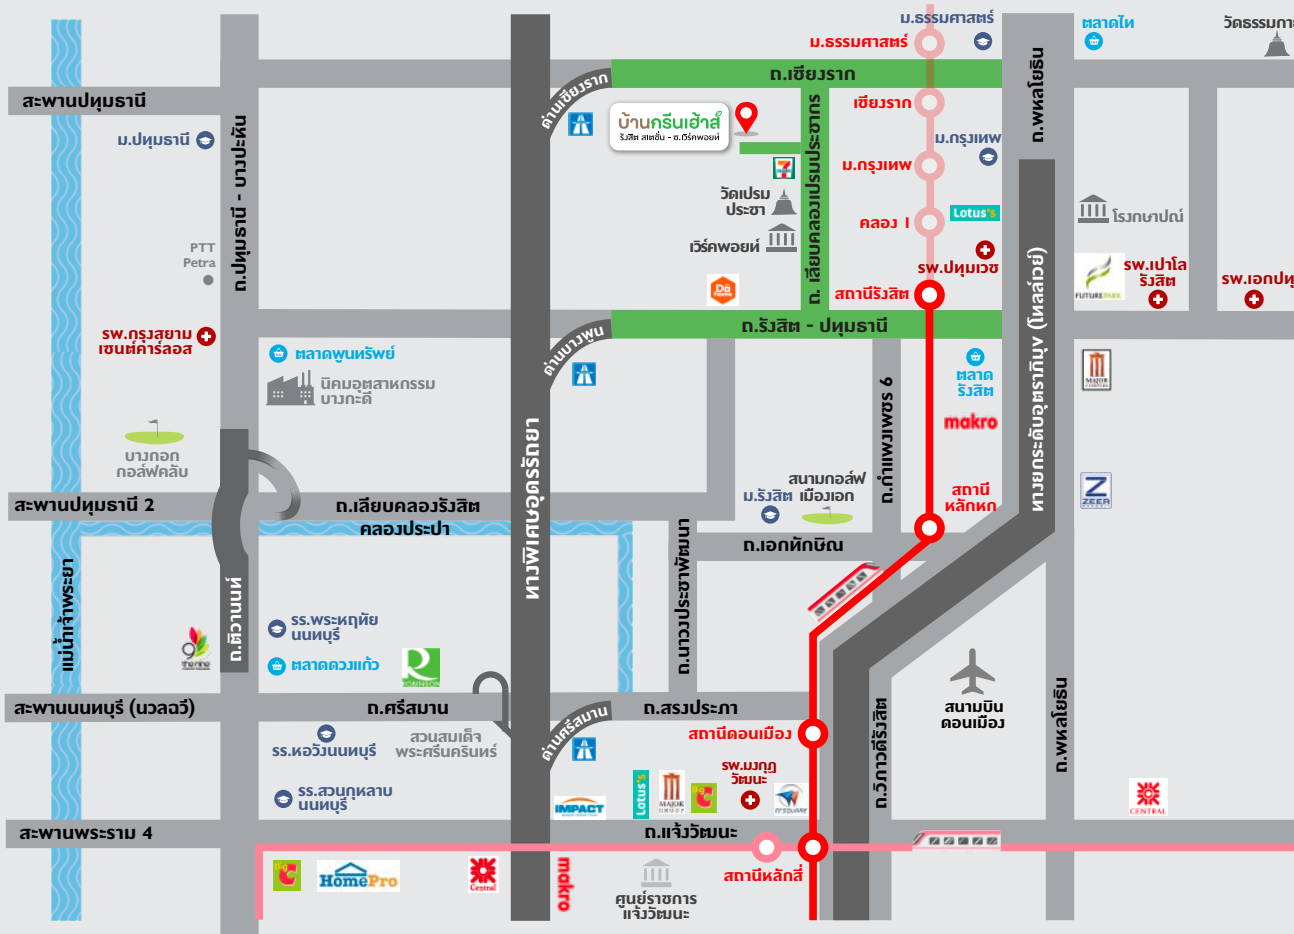 ม.ธรรมศาสตร์
ม.ธรรมศาสตร์
ตลาดไท
ถ.เชียงราก
สะพานปทุมธานี
ม.ปทุมธานี
ถ.ปทุมธานี - บางปะหัน
ด่านเชียงราก
บ้านกรีนเฮ้าส์
รังสิต สเตชั่น - ซ.เวิร์คพอยท์
ถ. เลียบคลองเปรมประชากร
เชียงราก
ม.กรุงเทพ
ม.กรุงเทพ
ถ.พหลโยธิน
7
วัดเปรม
ประชา
เวิร์คพอยท์
คลอง 1
Lotus's
โรงกษาปณ์
PTT
Petra
รพ.ปทุมเวช
สถานีรังสิต
FUTUREPARK
รพ.เปาโล
รังสิต
รพ.เอกปทุ
รพ.กรุงสยาม
เซนต์คาร์ลอส
ถ.รังสิต - ปทุมธานี
ด่านบางพูน
ตลาดพูนทรัพย์
นิคมอุตสาหกรรม
บางกะดี
ตลาด
รังสิต
MAJOR
makro
ถ.กำแพงเพชร 6
ทางยกระดับอุตราภิมุข (โทลล์เวย์)
ทางพิเศษอุดรรัถยา
บางกอก
กอล์ฟคลับ
สะพานปทุมธานี 2
ถ.เลียบคลองรังสิต
คลองประปา
ม.รังสิต
สนามกอล์ฟ
เมืองเอก
สถานี
หลักหก
Z
ZEER
ถ.เอกทักษิณ
แม่น้ำเจ้าพระยา
ถ.ติวานนท์
ถ.นาวงประชาพัฒนา
รร.พระหฤทัย
นนทบุรี
ตลาดดวงแก้ว
the nine
R
ROBINSON
สะพานนนทบุรี (นวลฉวี)
ถ.ศรีสมาน
ถ.สรงประภา
ด่านศรีสมาน
สถานีดอนเมือง
สนามบิน
ดอนเมือง
ถ.วิภาวดีรังสิต
ถ.พหลโยธิน
รร.หอวังนนทบุรี
สวนสมเด็จ
พระศรีนครินทร์
รร.สวนกุหลาบ
นนทบุรี
IMPACT
Lotus's
MAJOR
รพ.มงกุฎ
วัฒนะ
IT SQUARE
CENTRAL
สะพานพระราม 4
ถ.แจ้งวัฒนะ
HomePro
Central
makro
ศูนย์ราชการ
แจ้งวัฒนะ
สถานีหลักสี่